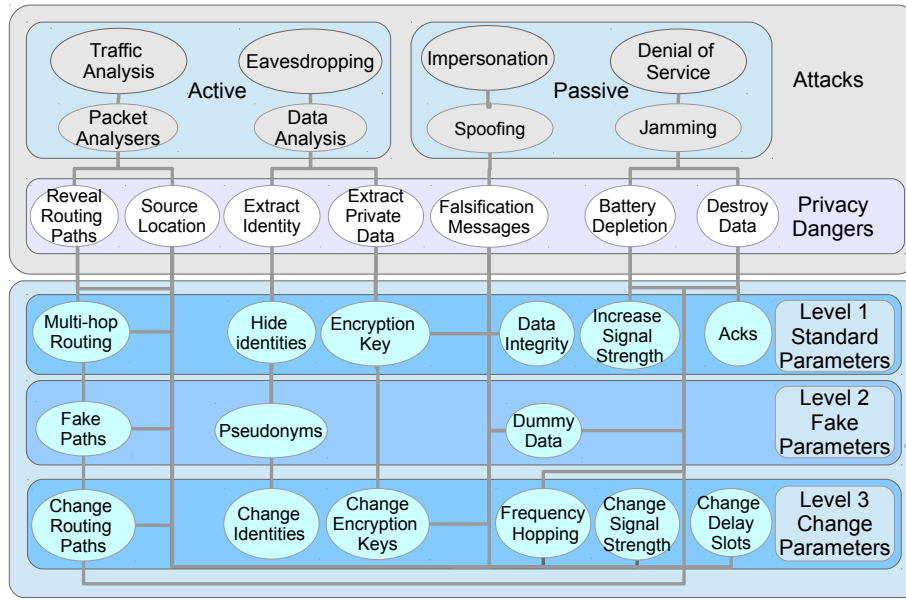 Traffic
Analysis
Eavesdropping
Impersonation
Denial of
Service
Attacks
Active
Passive
Packet
Analysers
Data
Analysis
Spoofing
Jamming
Reveal
Routing
Paths
Source
Location
Extract
Identity
Extract
Private
Data
Falsification
Messages
Battery
Depletion
Destroy
Data
Privacy
Dangers
Multi-hop
Routing
Hide
identities
Encryption
Key
Data
Integrity
Increase
Signal
Strength
Acks
Level 1
Standard
Parameters
Fake
Paths
Pseudonyms
Dummy
Data
Level 2
Fake
Parameters
Change
Routing
Paths
Change
Identities
Change
Encryption
Keys
Frequency
Hopping
Change
Signal
Strength
Change
Delay
Slots
Level 3
Change
Parameters